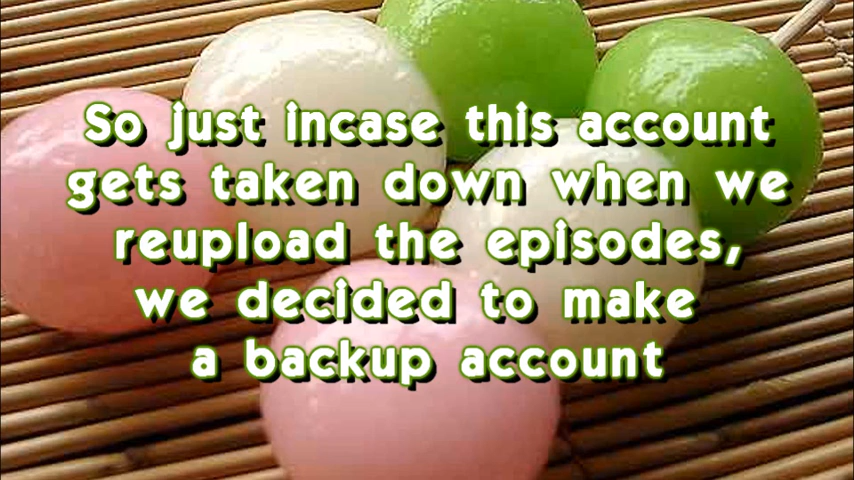 So just incase this account
gets taken down when we
reupload the episodes,
we decided to make
a backup account